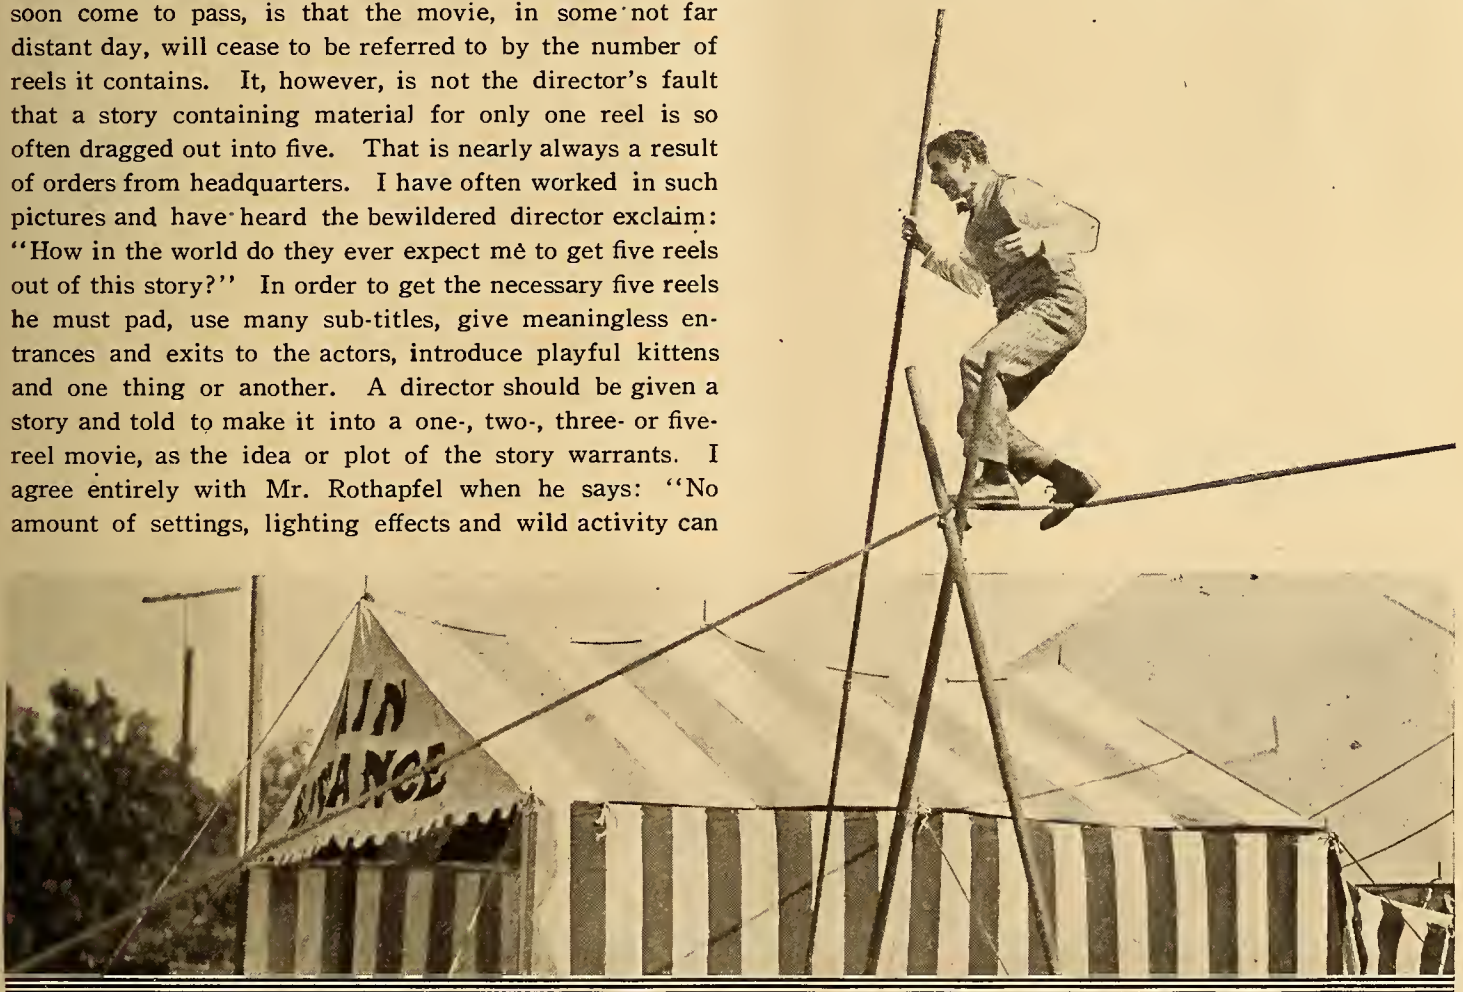 soon come to pass, is that the movie, in some not far
distant day, will cease to be referred to by the number of
reels it contains. It, however, is not the director's fault
that a story containing material for only one reel is so
often dragged out into five. That is nearly always a result
of orders from headquarters. I have often worked in such
pictures and have heard the bewildered director exclaim:
"How in the world do they ever expect me to get five reels
out of this story?" In order to get the necessary five reels
he must pad, use many sub-titles, give meaningless en-
trances and exits to the actors, introduce playful kittens
and one thing or another. A director should be given a
story and told to make it into a one-, two-, three- or five-
reel movie, as the idea or plot of the story warrants. I
agree entirely with Mr. Rothapfel when he says: "No
amount of settings, lighting effects and wild activity can